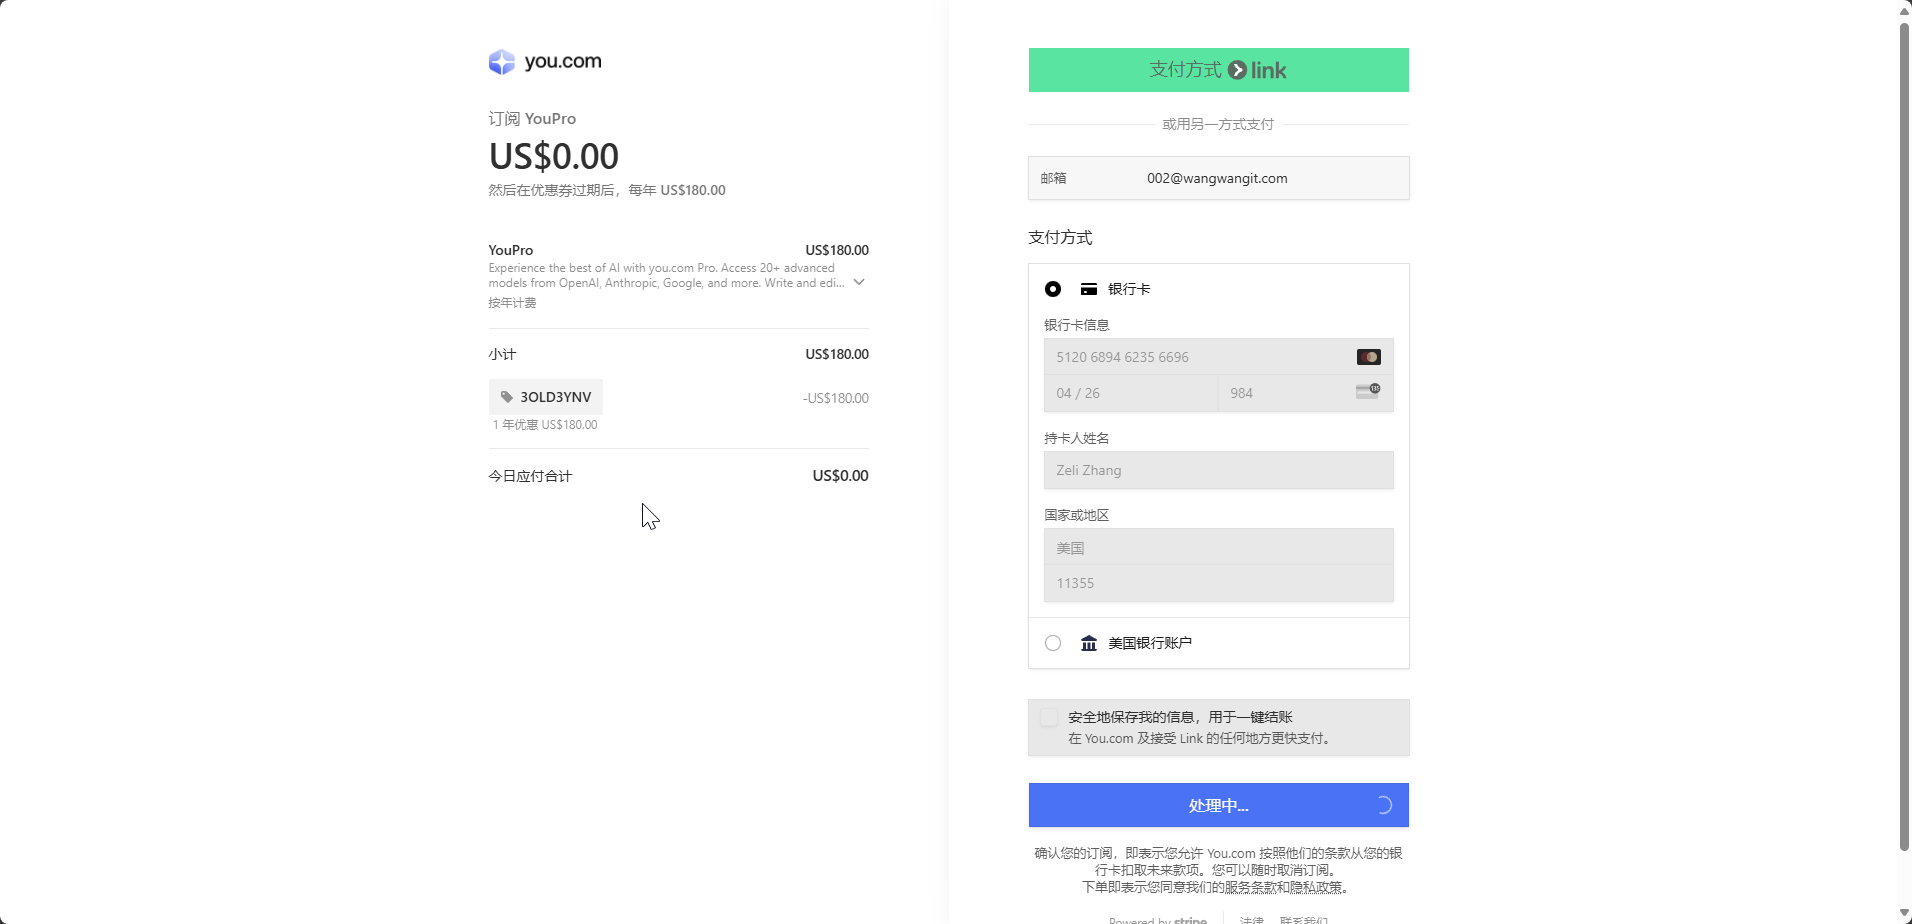 you.com
订阅 YouPro
US$0.00
然后在优惠券过期后，每年 US$180.00
YouPro US$180.00
Experience the best of AI with you.com Pro. Access 20+ advanced
models from OpenAI, Anthropic, Google, and more. Write and edi...
按年计费
小计 US$180.00
3OLD3YNV -US$180.00
1 年优惠 US$180.00
今日应付合计 US$0.00
支付方式 link
或用另一方式支付
邮箱 002@wangwangit.com
支付方式
银行卡
银行卡信息
5120 6894 6235 6696
04 / 26 984
持卡人姓名
Zeli Zhang
国家或地区
美国
11355
美国银行账户
安全地保存我的信息，用于一键结账
在 You.com 及接受 Link 的任何地方更快支付。
处理中...
确认您的订阅，即表示您允许 You.com 按照他们的条款从您的银
行卡扣取未来款项。您可以随时取消订阅。
下单即表示您同意我们的服务条款和隐私政策。
Powered by stripe 法律 联系我们